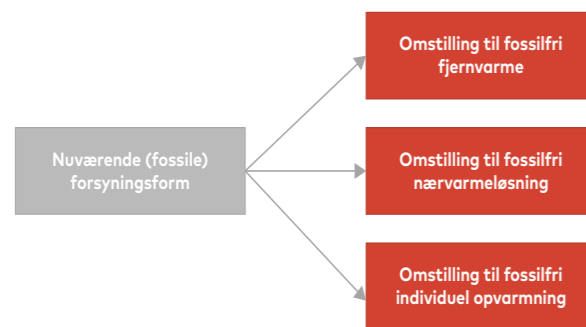 Nuværende (fossile)
forsyningsform
Omstilling til fossilfri
fjernvarme
Omstilling til fossilfri
nærvarmeløsning
Omstilling til fossilfri
individuel opvarmning